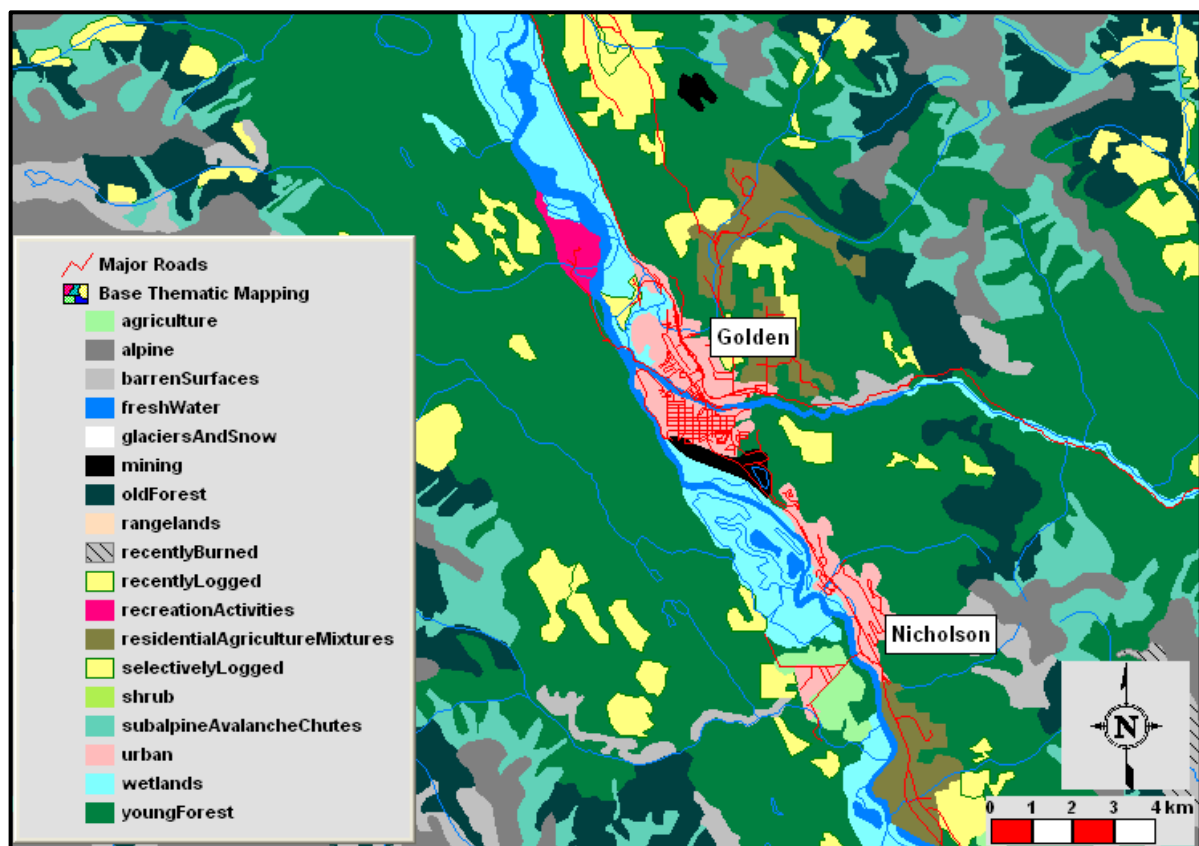 Major Roads
Base Thematic Mapping
agriculture
alpine
barrenSurfaces
freshWater
glaciersAndSnow
mining
oldForest
rangelands
recentlyBurned
recentlyLogged
recreationActivities
residentialAgricultureMixtures
selectivelyLogged
shrub
subalpineAvalancheChutes
urban
wetlands
youngForest
Golden
Nicholson
N
0 1 2 3 4 km